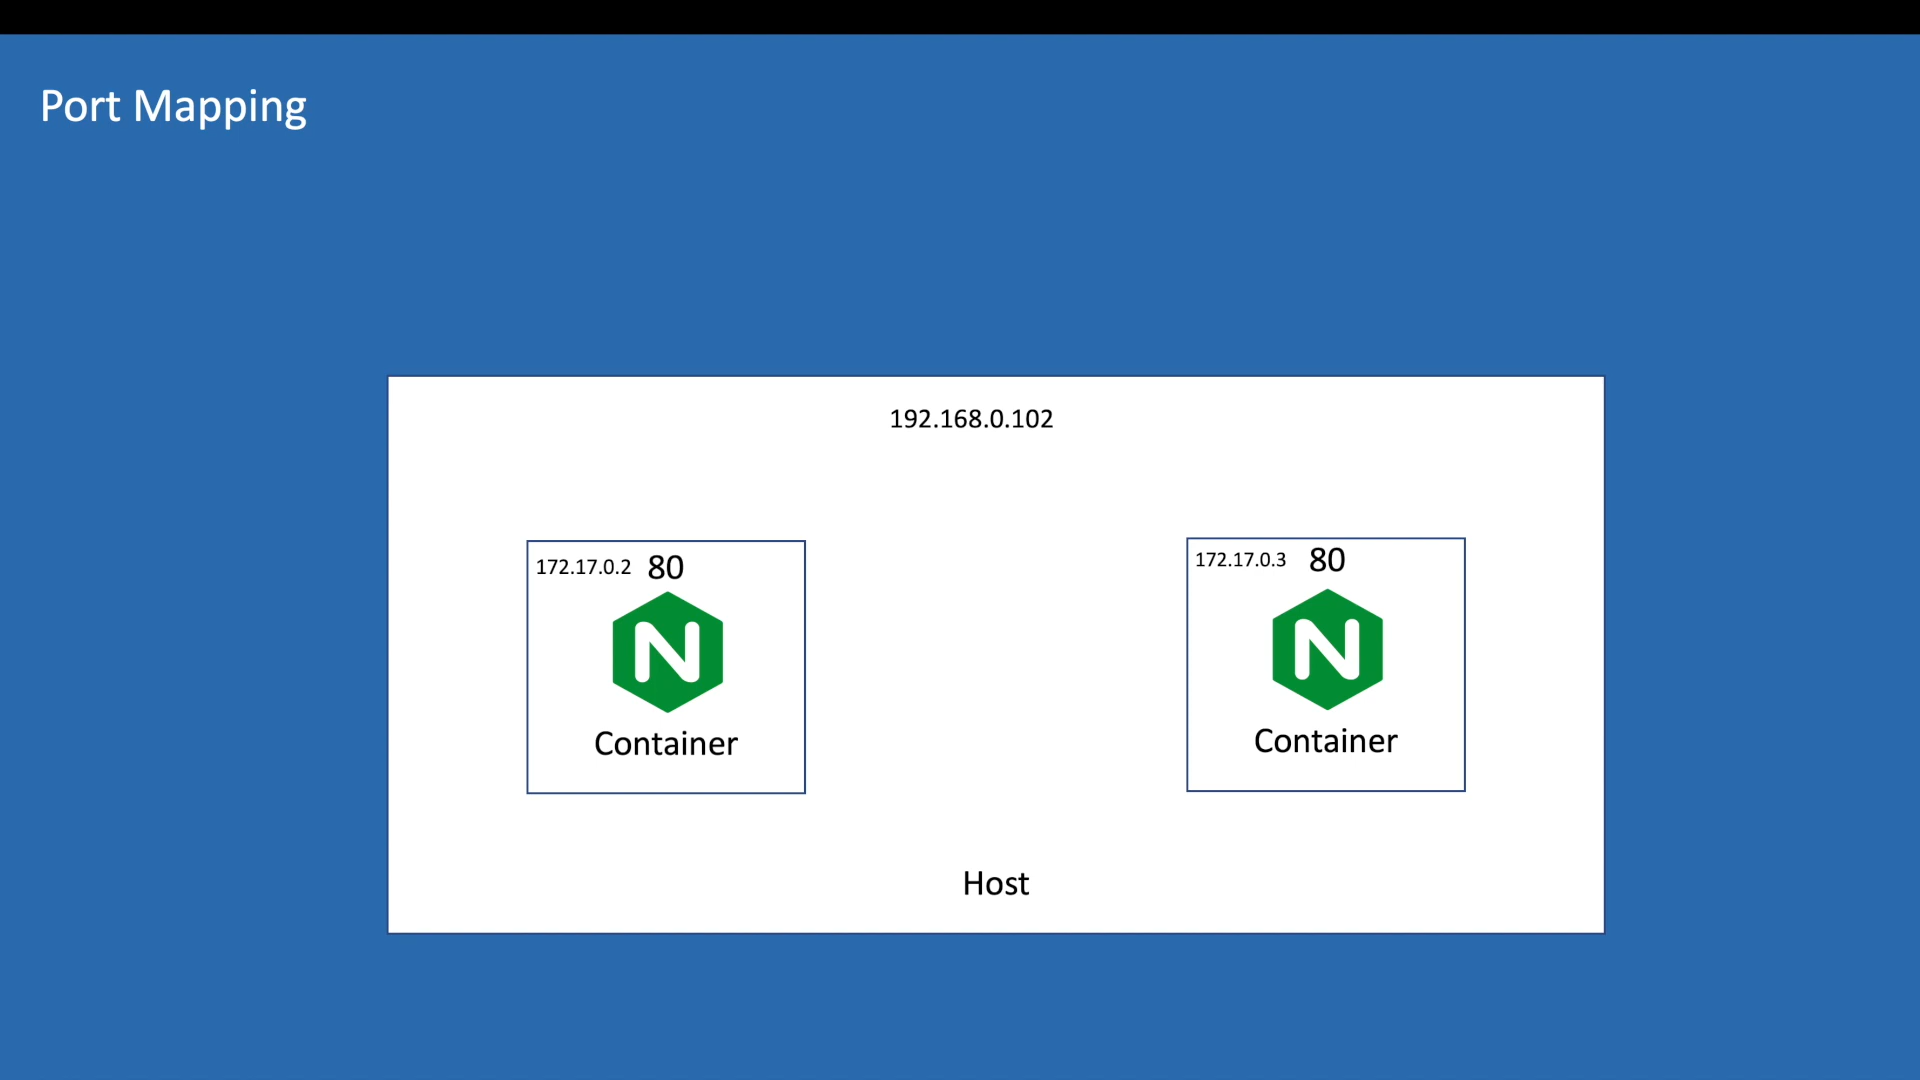 Port Mapping
192.168.0.102
172.17.0.2 80
N
Container
172.17.0.3 80
N
Container
Host